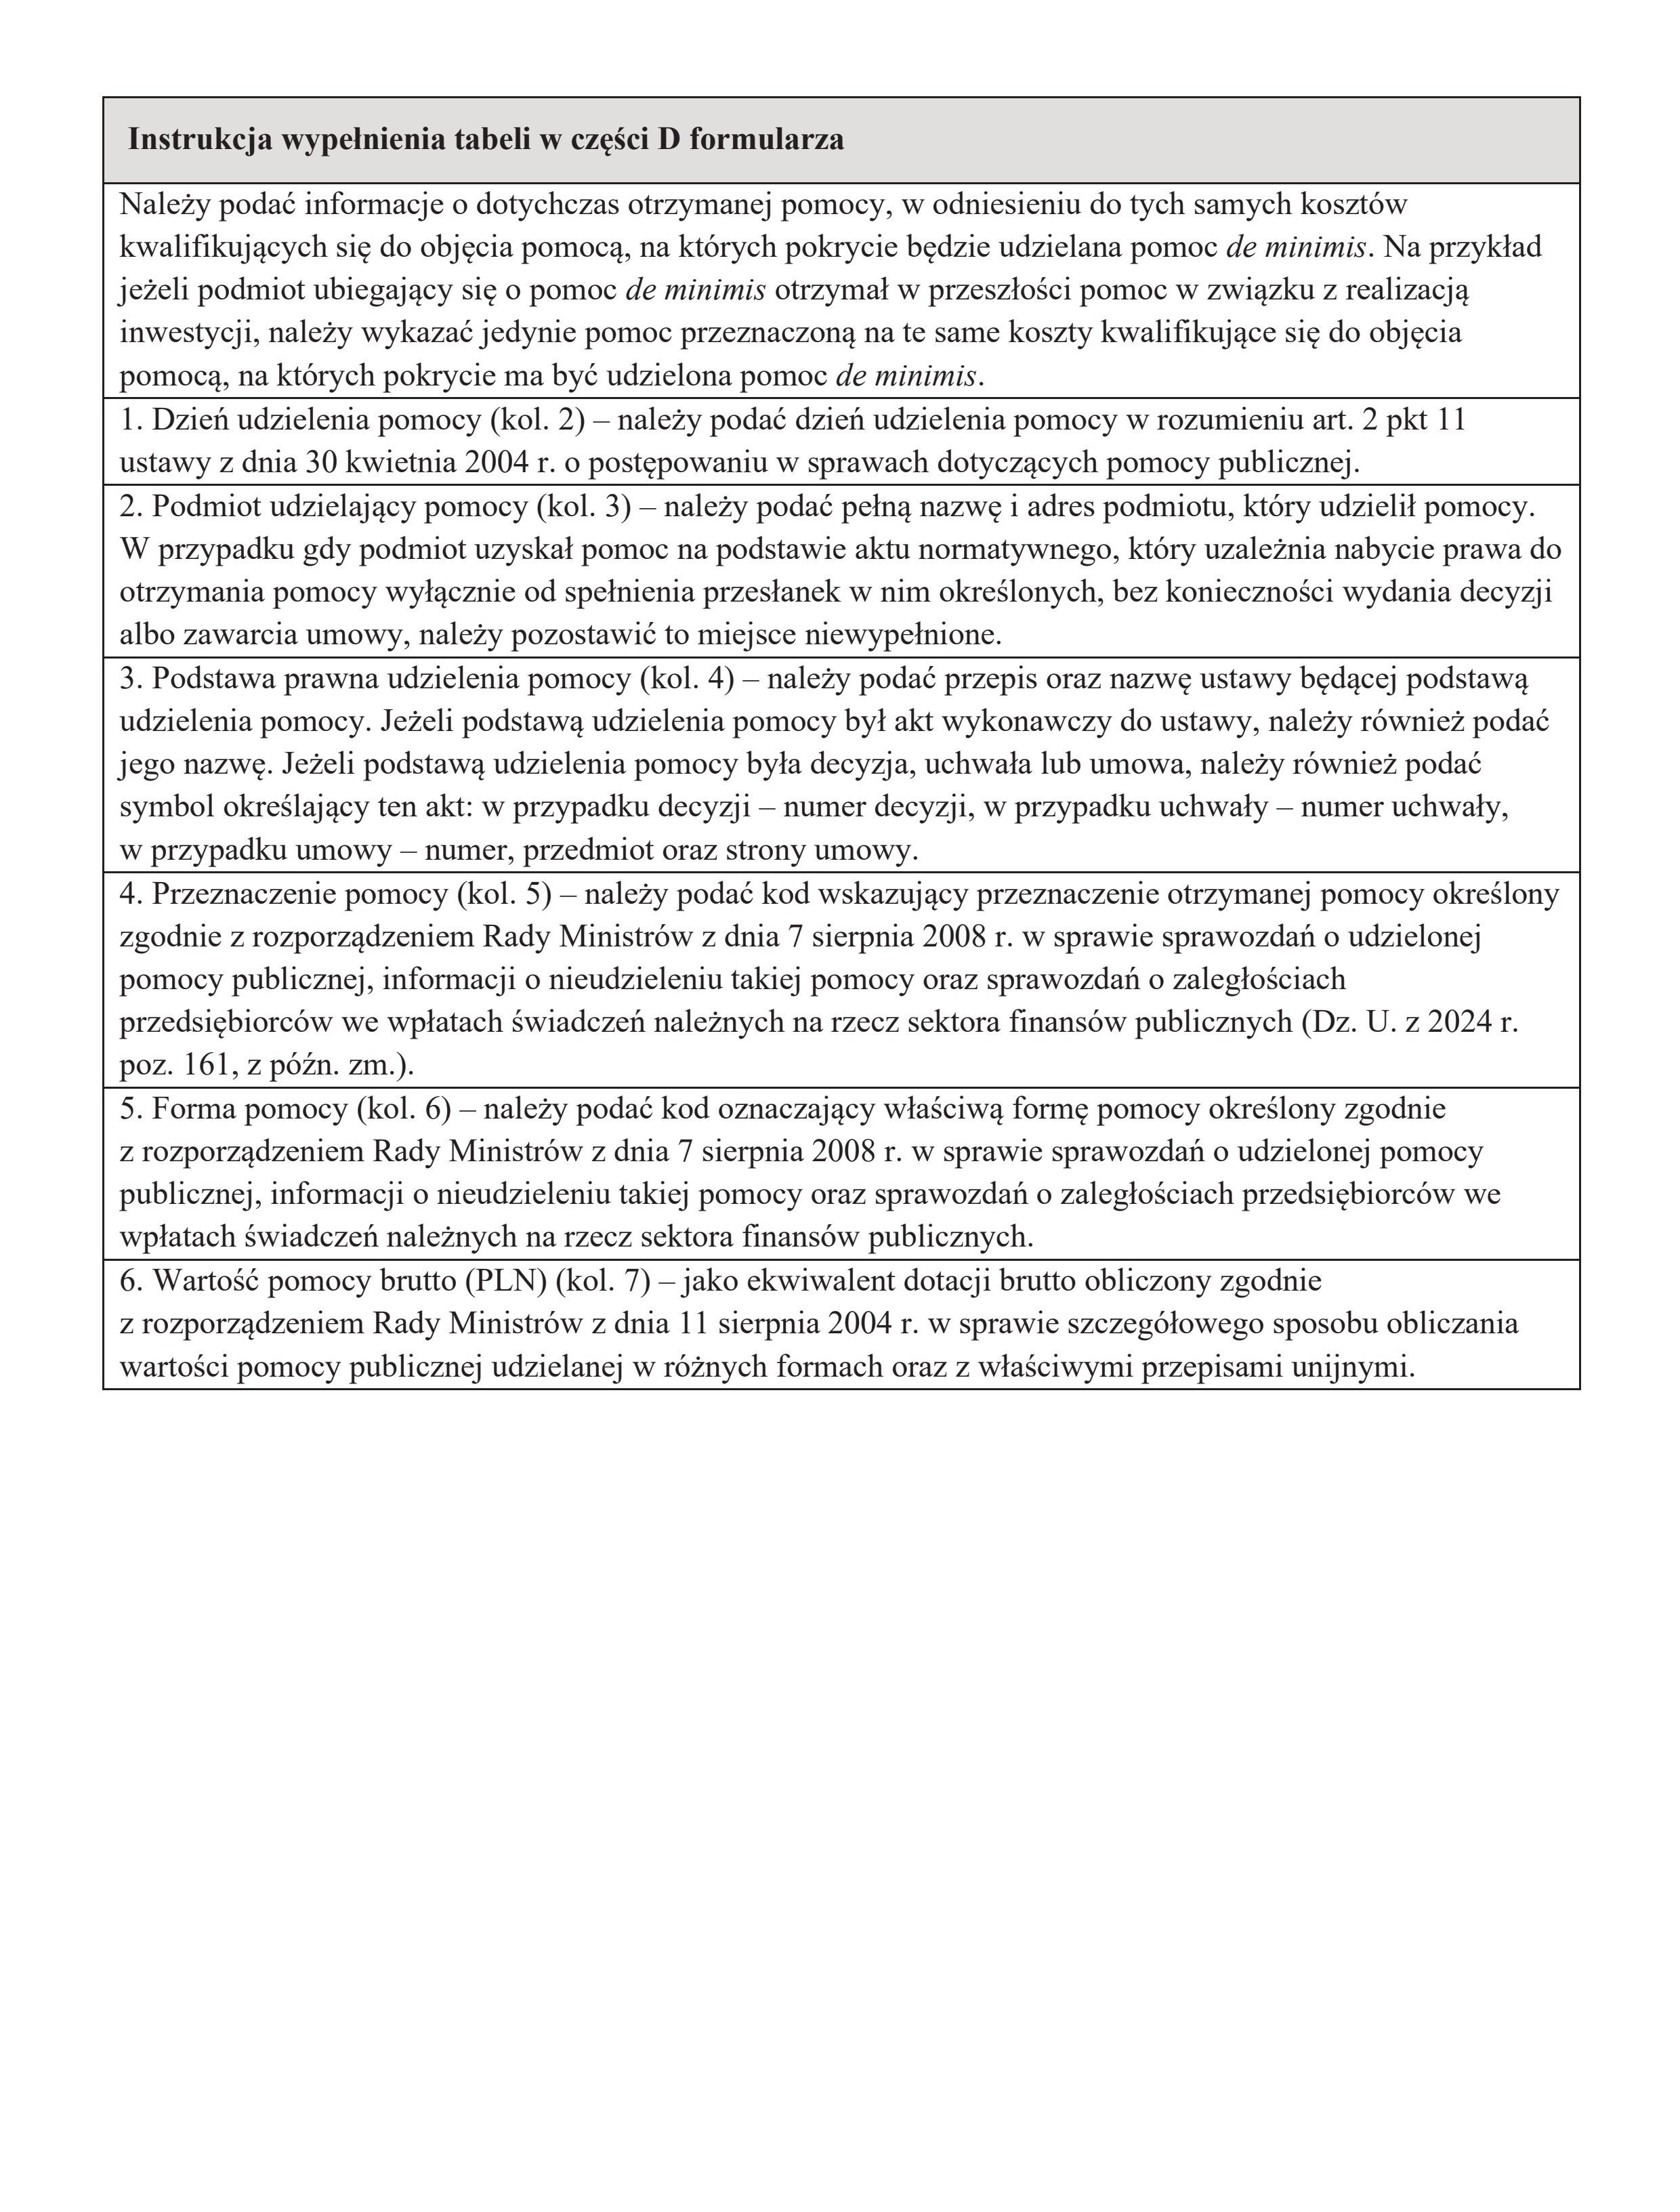 Instrukcja wypełnienia tabeli w części D formularza
Należy podać informacje o dotychczas otrzymanej pomocy, w odniesieniu do tych samych kosztów
kwalifikujących się do objęcia pomocą, na których pokrycie będzie udzielana pomoc de minimis. Na przykład
jeżeli podmiot ubiegający się o pomoc de minimis otrzymał w przeszłości pomoc w związku z realizacją
inwestycji, należy wykazać jedynie pomoc przeznaczoną na te same koszty kwalifikujące się do objęcia
pomocą, na których pokrycie ma być udzielona pomoc de minimis.
1. Dzień udzielenia pomocy (kol. 2) – należy podać dzień udzielenia pomocy w rozumieniu art. 2 pkt 11
ustawy z dnia 30 kwietnia 2004 r. o postępowaniu w sprawach dotyczących pomocy publicznej.
2. Podmiot udzielający pomocy (kol. 3) – należy podać pełną nazwę i adres podmiotu, który udzielił pomocy.
W przypadku gdy podmiot uzyskał pomoc na podstawie aktu normatywnego, który uzależnia nabycie prawa do
otrzymania pomocy wyłącznie od spełnienia przesłanek w nim określonych, bez konieczności wydania decyzji
albo zawarcia umowy, należy pozostawić to miejsce niewypełnione.
3. Podstawa prawna udzielenia pomocy (kol. 4) – należy podać przepis oraz nazwę ustawy będącej podstawą
udzielenia pomocy. Jeżeli podstawą udzielenia pomocy był akt wykonawczy do ustawy, należy również podać
jego nazwę. Jeżeli podstawą udzielenia pomocy była decyzja, uchwała lub umowa, należy również podać
symbol określający ten akt: w przypadku decyzji – numer decyzji, w przypadku uchwały – numer uchwały,
w przypadku umowy – numer, przedmiot oraz strony umowy.
4. Przeznaczenie pomocy (kol. 5) – należy podać kod wskazujący przeznaczenie otrzymanej pomocy określony
zgodnie z rozporządzeniem Rady Ministrów z dnia 7 sierpnia 2008 r. w sprawie sprawozdań o udzielonej
pomocy publicznej, informacji o nieudzieleniu takiej pomocy oraz sprawozdań o zaległościach
przedsiębiorców we wpłatach świadczeń należnych na rzecz sektora finansów publicznych (Dz. U. z 2024 r.
poz. 161, z późn. zm.).
5. Forma pomocy (kol. 6) – należy podać kod oznaczający właściwą formę pomocy określony zgodnie
z rozporządzeniem Rady Ministrów z dnia 7 sierpnia 2008 r. w sprawie sprawozdań o udzielonej pomocy
publicznej, informacji o nieudzieleniu takiej pomocy oraz sprawozdań o zaległościach przedsiębiorców we
wpłatach świadczeń należnych na rzecz sektora finansów publicznych.
6. Wartość pomocy brutto (PLN) (kol. 7) – jako ekwiwalent dotacji brutto obliczony zgodnie
z rozporządzeniem Rady Ministrów z dnia 11 sierpnia 2004 r. w sprawie szczegółowego sposobu obliczania
wartości pomocy publicznej udzielanej w różnych formach oraz z właściwymi przepisami unijnymi.